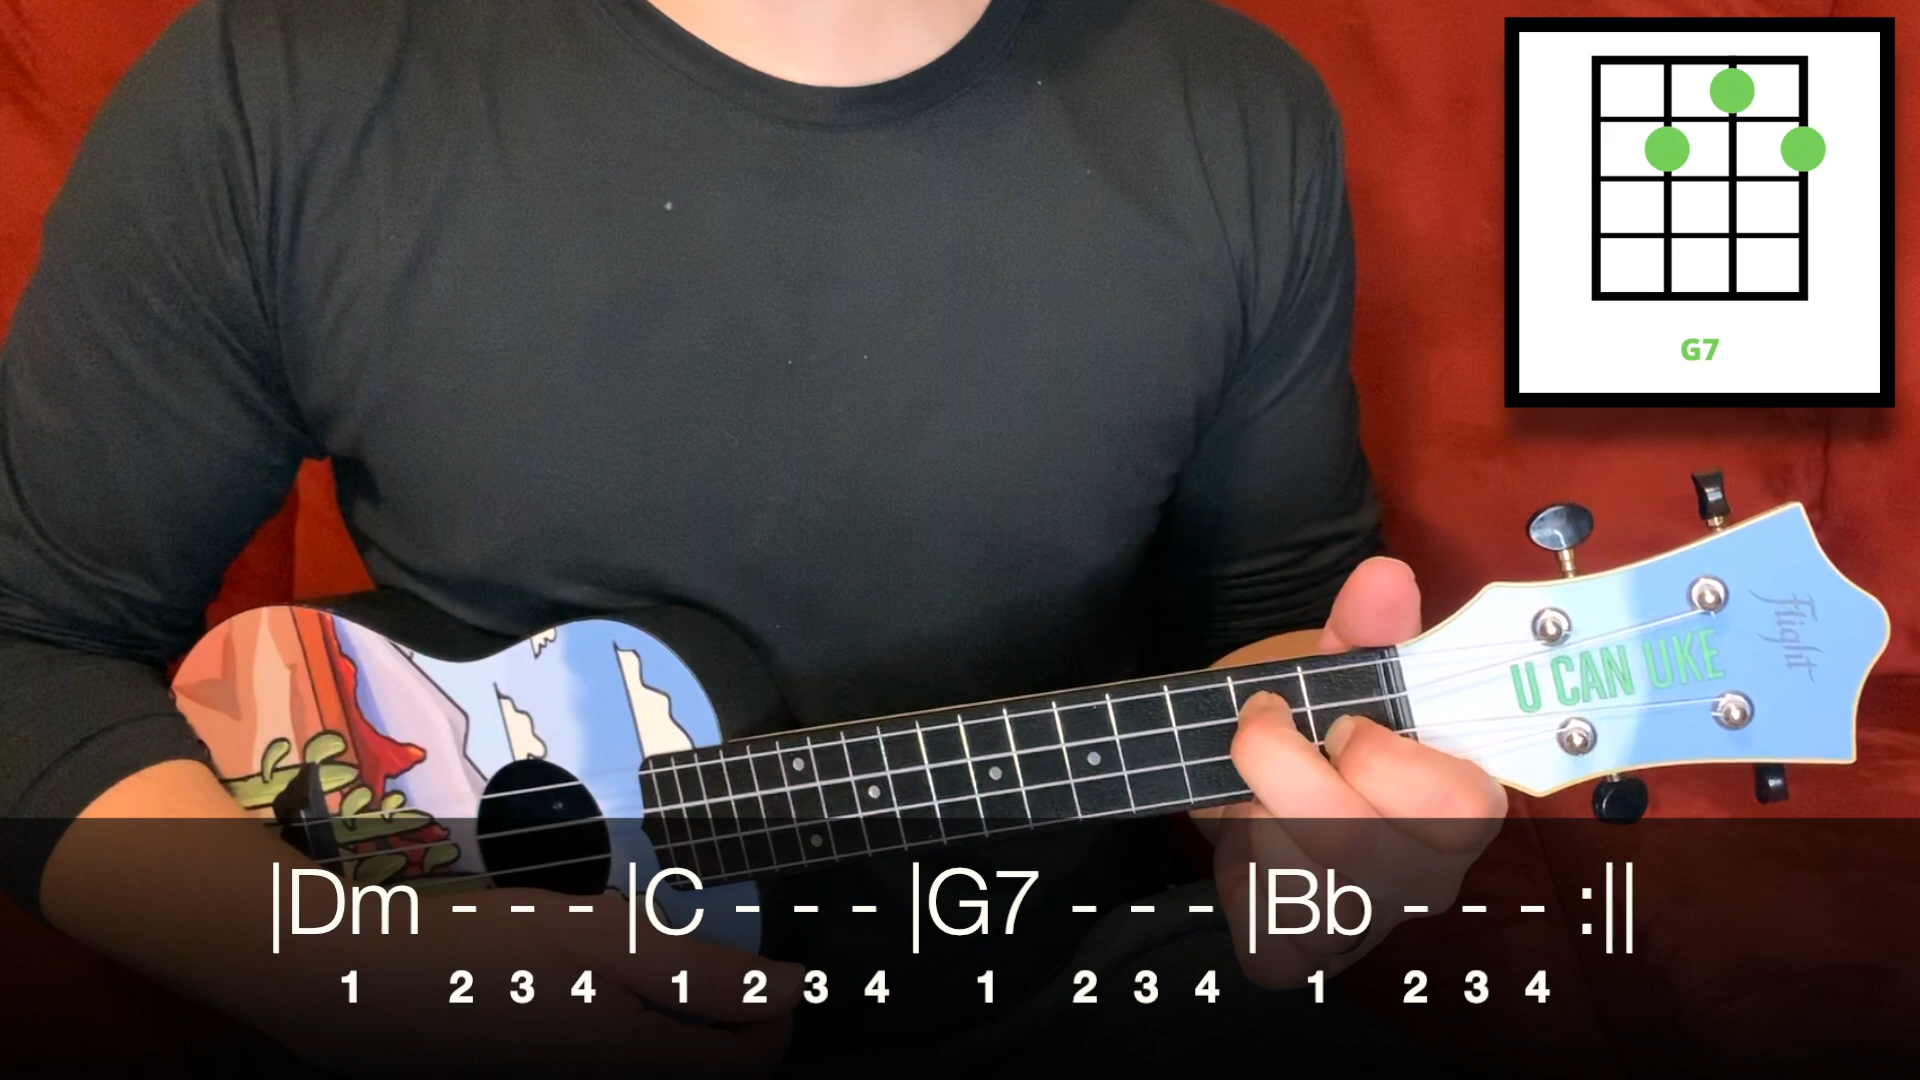 G7
Flight
U CAN UKE
|Dm - - - |C - - - |G7 - - - |Bb - - - :||
1 2 3 4 1 2 3 4 1 2 3 4 1 2 3 4